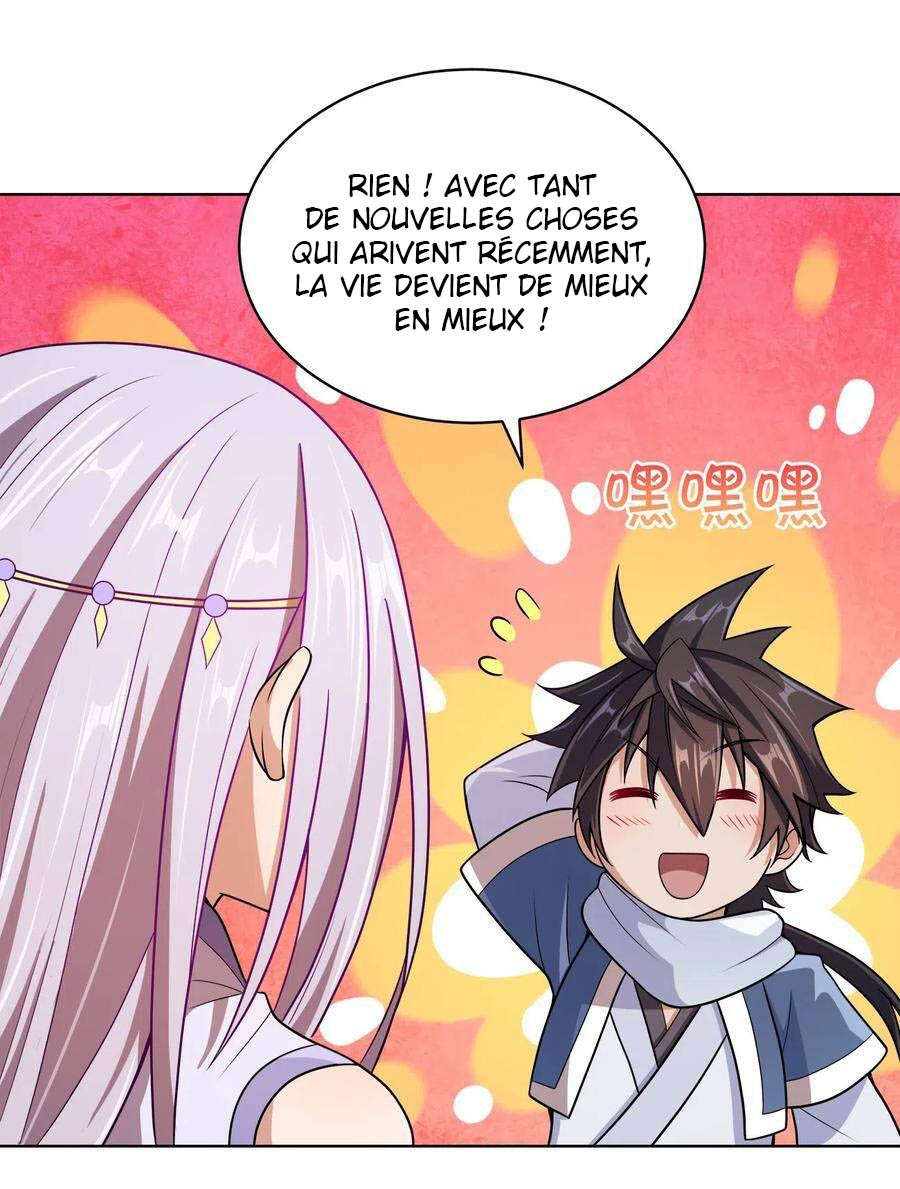 RIEN ! AVEC TANT
DE NOUVELLES CHOSES
QUI ARIVENT RÉCEMMENT,
LA VIE DEVIENT DE MIEUX
EN MIEUX !
嘿嘿嘿